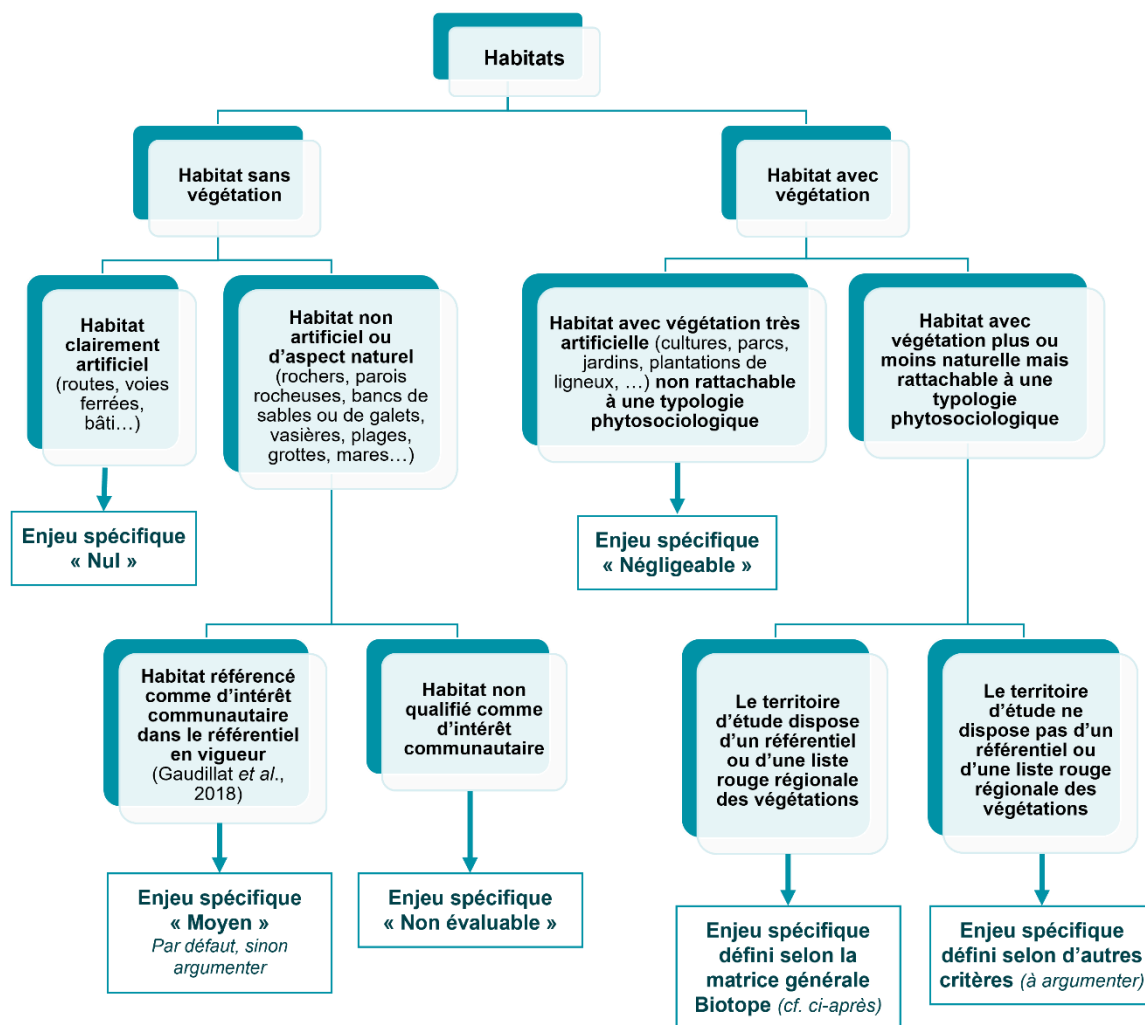 Habitats
Habitat sans
végétation
Habitat avec
végétation
Habitat
clairement
artificiel
(routes, voies
ferrées,
bâti…)
Habitat non
artificiel ou
d’aspect naturel
(rochers, parois
rocheuses, bancs de
sables ou de galets,
vasières, plages,
grottes, mares…)
Habitat avec végétation très
artificielle (cultures, parcs,
jardins, plantations de
ligneux, …) non rattachable
à une typologie
phytosociologique
Habitat avec
végétation plus ou
moins naturelle mais
rattachable à une
typologie
phytosociologique
Enjeu spécifique
« Nul »
Enjeu spécifique
« Négligeable »
Habitat référencé
comme d’intérêt
communautaire
dans le référentiel
en vigueur
(Gaudillat et al.,
2018)
Habitat non
qualifié comme
d’intérêt
communautaire
Le territoire
d’étude dispose
d’un référentiel
ou d’une liste
rouge régionale
des végétations
Le territoire
d’étude ne
dispose pas d’un
référentiel ou
d’une liste rouge
régionale des
végétations
Enjeu spécifique
« Moyen »
Par défaut, sinon
argumenter
Enjeu spécifique
« Non évaluable »
Enjeu spécifique
défini selon la
matrice générale
Biotope (cf. ci-après)
Enjeu spécifique
défini selon d’autres
critères (à argumenter)